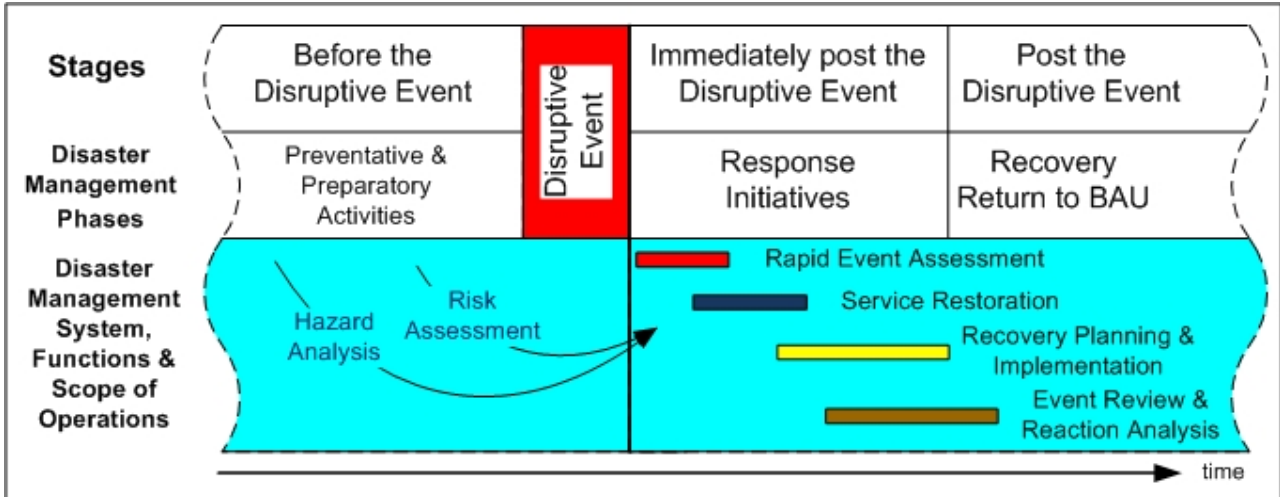 Stages
Before the
Disruptive Event
Disruptive
Event
Immediately post the
Disruptive Event
Post the
Disruptive Event
Disaster
Management
Phases
Preventative &
Preparatory
Activities
Response
Initiatives
Recovery
Return to BAU
Disaster
Management
System,
Functions &
Scope of
Operations
Hazard
Analysis
Risk
Assessment
Rapid Event Assessment
Service Restoration
Recovery Planning &
Implementation
Event Review &
Reaction Analysis
time